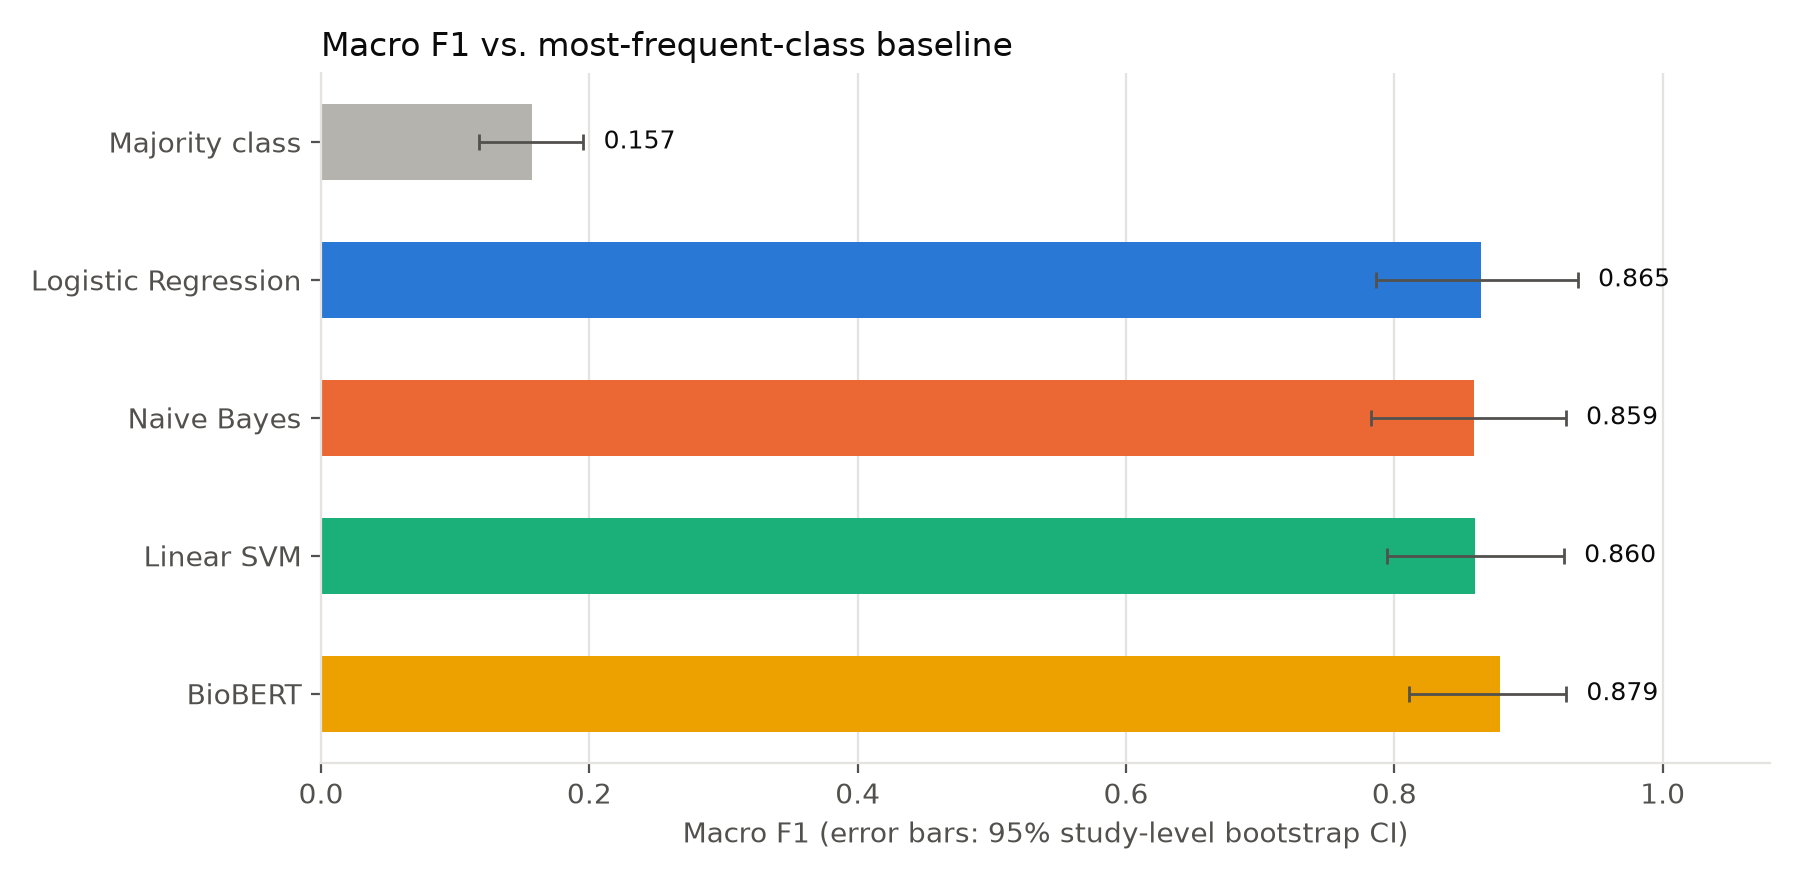 Macro F1 vs. most-frequent-class baseline
Majority class
0.157
Logistic Regression
0.865
Naive Bayes
0.859
Linear SVM
0.860
BioBERT
0.879
0.0 0.2 0.4 0.6 0.8 1.0
Macro F1 (error bars: 95% study-level bootstrap CI)